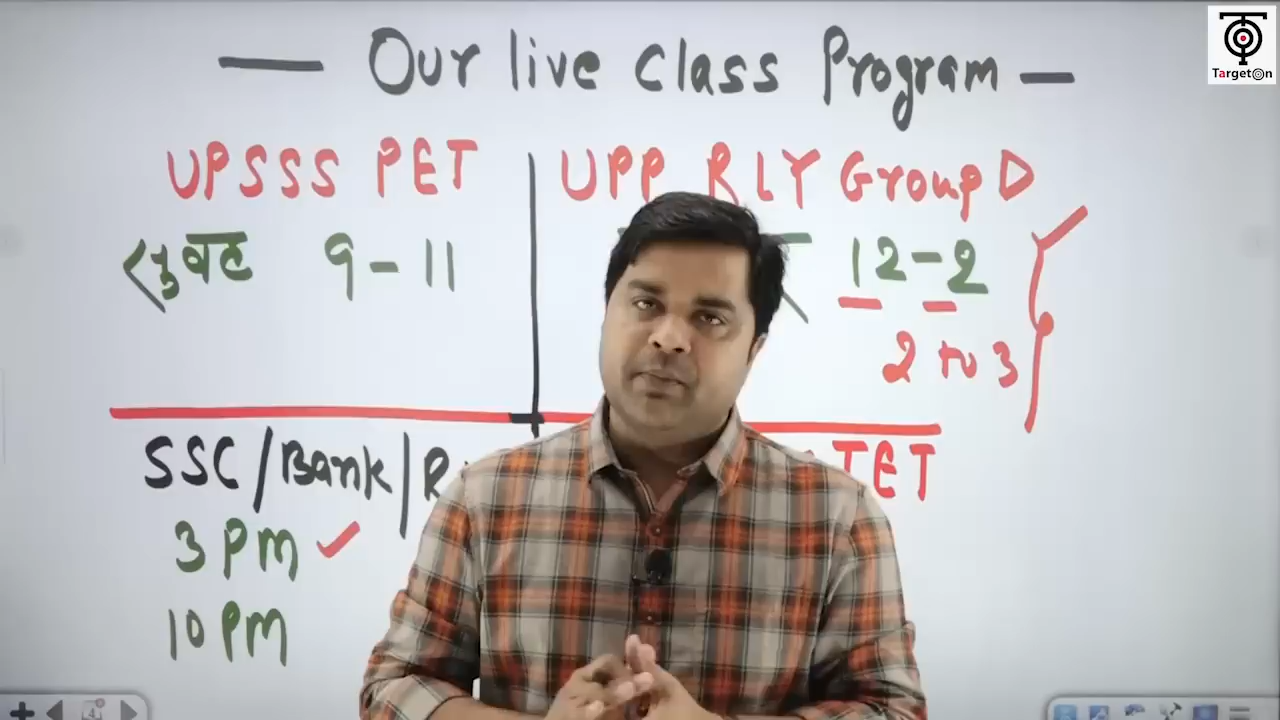 — Our live Class Program —
TargetOn
UPSSS PET
UPP RLY Group D
सुबह 9 - 11
12 - 2
2 to 3
SSC / Bank / R
TET
3 PM ✓
10 PM
4